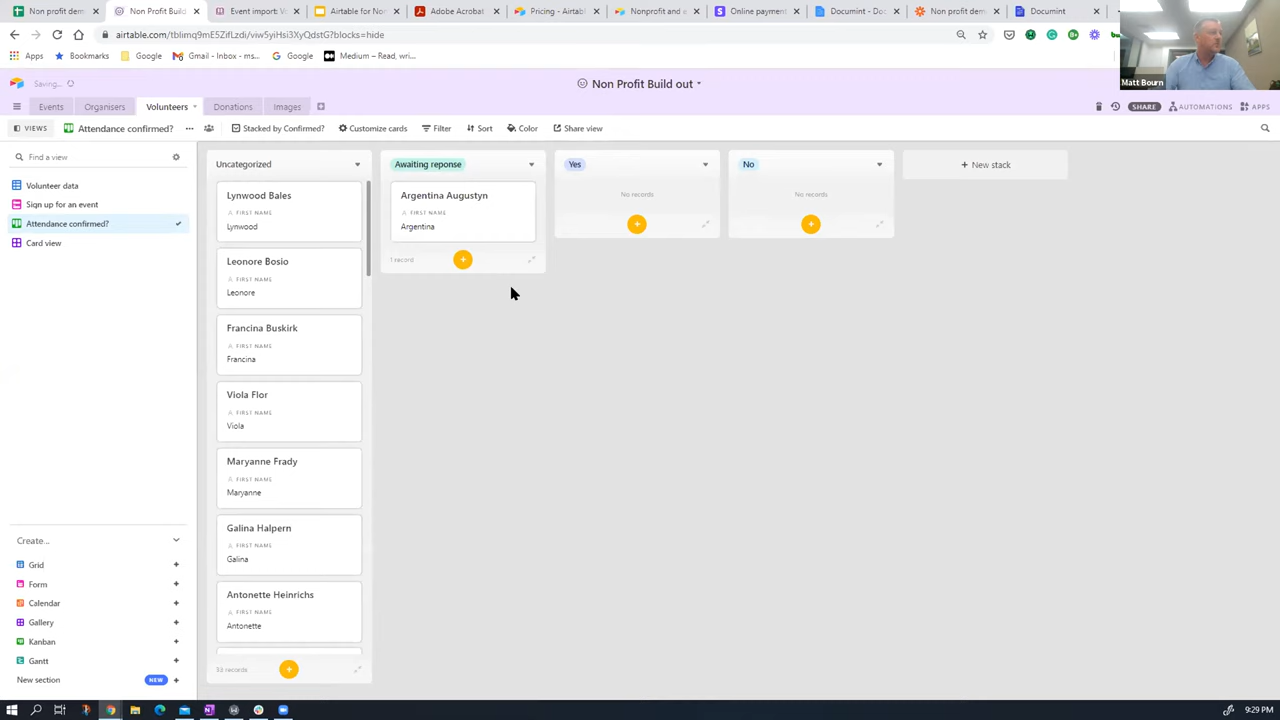 Non profit dem
Non Profit Build
Event import: V
Airtable for Non
Adobe Acrobat
Pricing - Airtabl
Nonprofit and e
Online payment
Documint - Do
Non profit dem
Documint
airtable.com/tblimq9mE5ZifLzdi/viw5yiHsi3XyQdstG?blocks=hide
Apps
Bookmarks
Google
Gmail - Inbox - ms...
Google
Medium – Read, wri...
Matt Bourn
Saving...
Non Profit Build out
Events
Organisers
Volunteers
Donations
Images
SHARE
AUTOMATIONS
APPS
VIEWS
Attendance confirmed?
Stacked by Confirmed?
Customize cards
Filter
Sort
Color
Share view
Find a view
Volunteer data
Sign up for an event
Attendance confirmed?
Card view
Uncategorized
Lynwood Bales
FIRST NAME
Lynwood
Leonore Bosio
FIRST NAME
Leonore
Francina Buskirk
FIRST NAME
Francina
Viola Flor
FIRST NAME
Viola
Maryanne Frady
FIRST NAME
Maryanne
Galina Halpern
FIRST NAME
Galina
Antonette Heinrichs
FIRST NAME
Antonette
Awaiting reponse
Argentina Augustyn
FIRST NAME
Argentina
1 record
Yes
No records
No
No records
New stack
Create...
Grid
Form
Calendar
Gallery
Kanban
Gantt
New section
NEW
9:29 PM